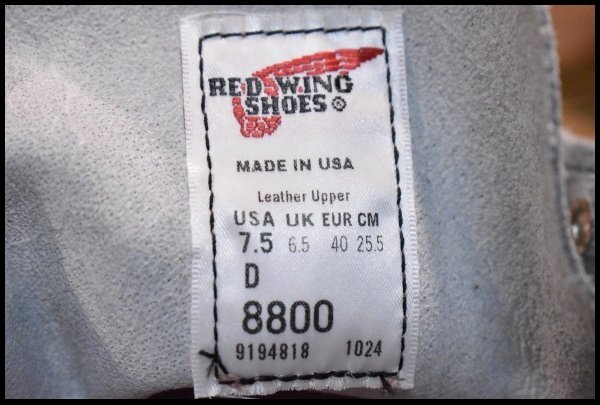 RED WING
SHOES ®
MADE IN USA
Leather Upper
USA UK EUR CM
7.5 6.5 40 25.5
D
8800
9194818 1024